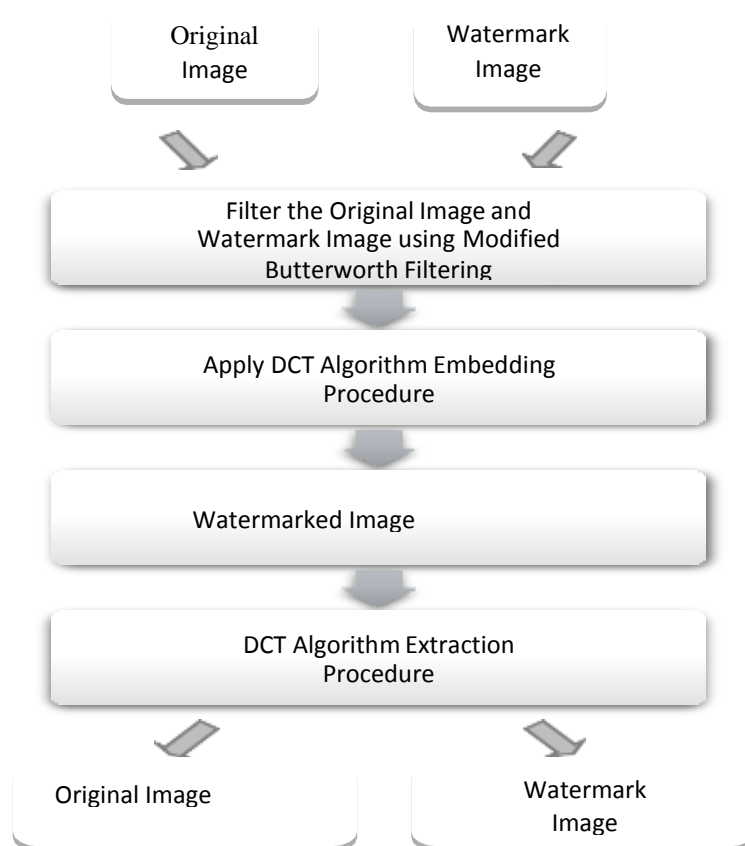 Original
Image
Watermark
Image
Filter the Original Image and
Watermark Image using Modified
Butterworth Filtering
Apply DCT Algorithm Embedding
Procedure
Watermarked Image
DCT Algorithm Extraction
Procedure
Original Image
Watermark
Image